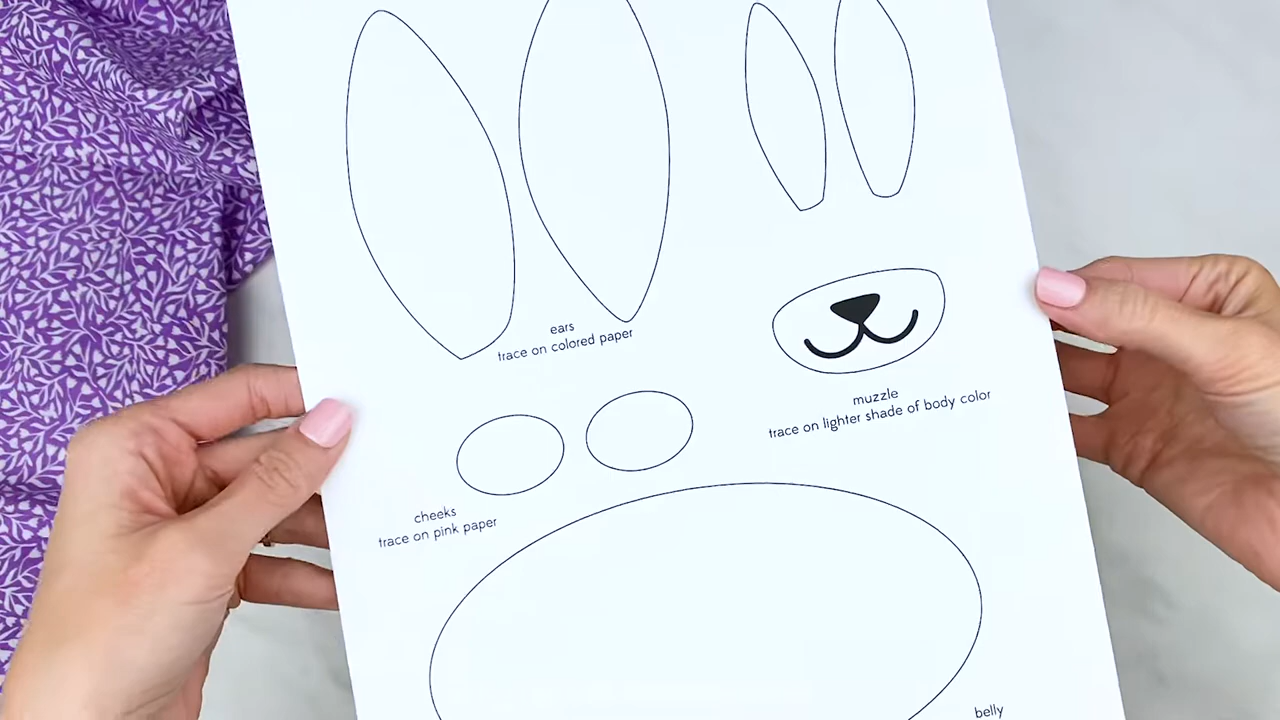 ears
trace on colored paper
muzzle
trace on lighter shade of body color
cheeks
trace on pink paper
belly